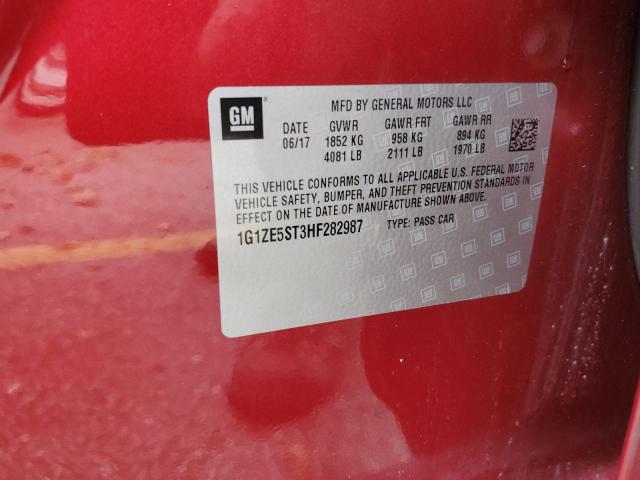 GM
MFD BY GENERAL MOTORS LLC
DATE GVWR GAWR FRT GAWR RR
06/17 1852 KG 958 KG 894 KG
4081 LB 2111 LB 1970 LB
THIS VEHICLE CONFORMS TO ALL APPLICABLE U.S. FEDERAL MOTOR
VEHICLE SAFETY, BUMPER, AND THEFT PREVENTION STANDARDS IN
EFFECT ON THE DATE OF MANUFACTURE SHOWN ABOVE.
1G1ZE5ST3HF282987 TYPE: PASS CAR